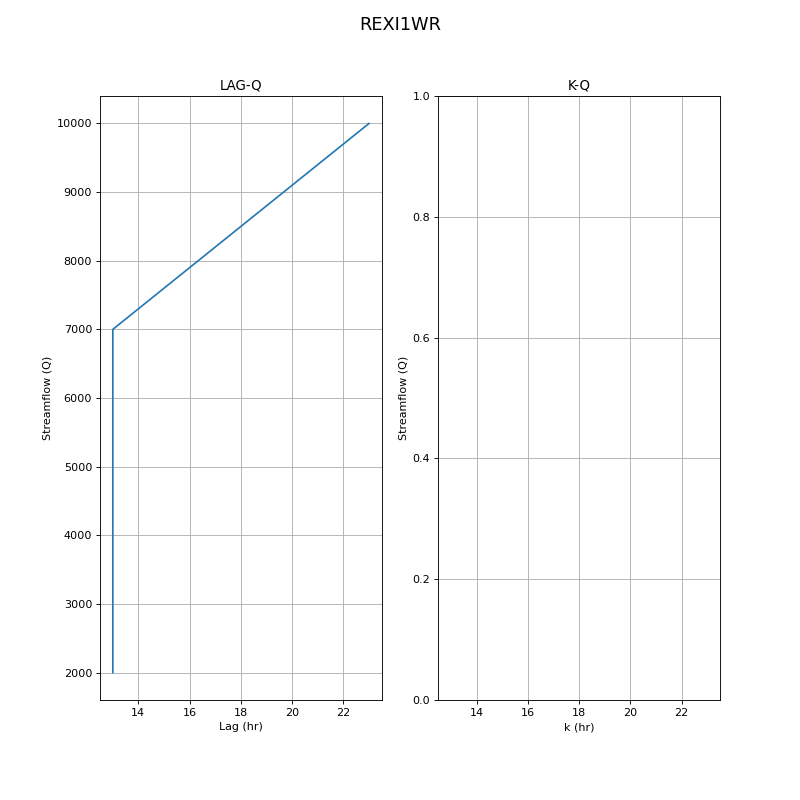 REXI1WR
LAG-Q
K-Q
10000
9000
8000
7000
6000
5000
4000
3000
2000
Streamflow (Q)
14 16 18 20 22
Lag (hr)
1.0
0.8
0.6
0.4
0.2
0.0
Streamflow (Q)
14 16 18 20 22
k (hr)